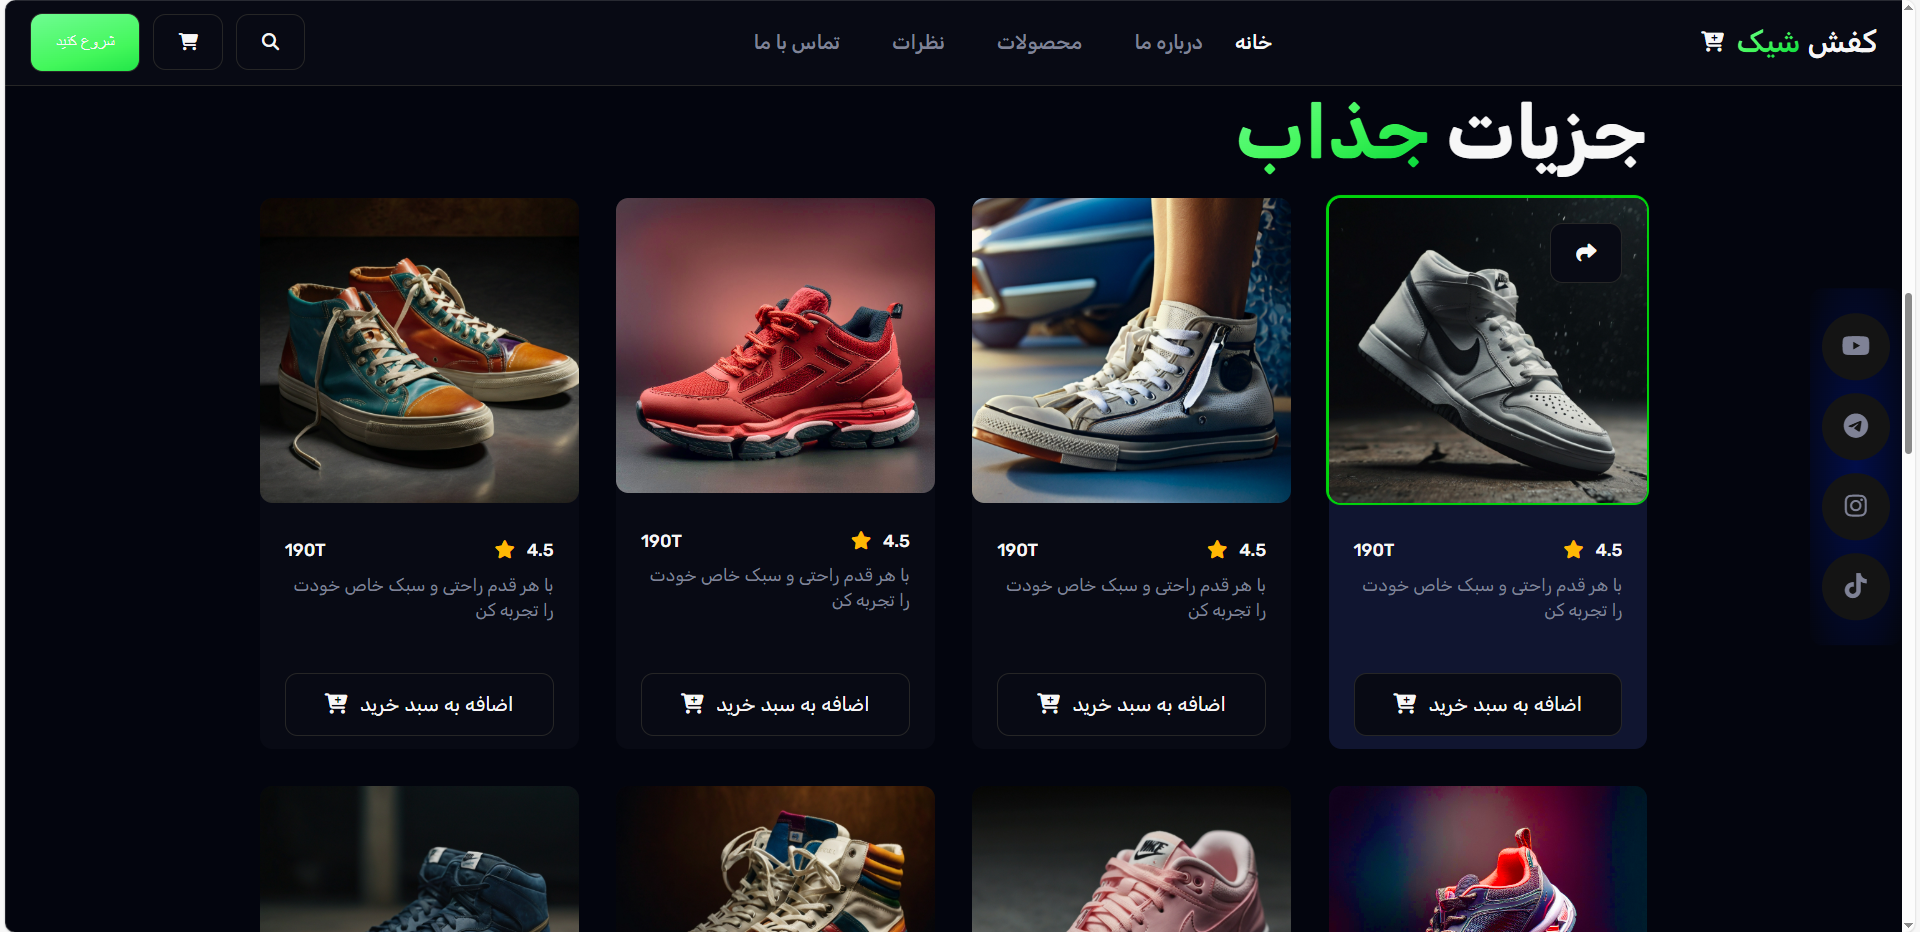 کفش شیک
خانه
درباره ما
محصولات
نظرات
تماس با ما
شروع کنید
جزیات جذاب
4.5
190T
با هر قدم راحتی و سبک خاص خودت
را تجربه کن
اضافه به سبد خرید
4.5
190T
با هر قدم راحتی و سبک خاص خودت
را تجربه کن
اضافه به سبد خرید
4.5
190T
با هر قدم راحتی و سبک خاص خودت
را تجربه کن
اضافه به سبد خرید
4.5
190T
با هر قدم راحتی و سبک خاص خودت
را تجربه کن
اضافه به سبد خرید
NIKE